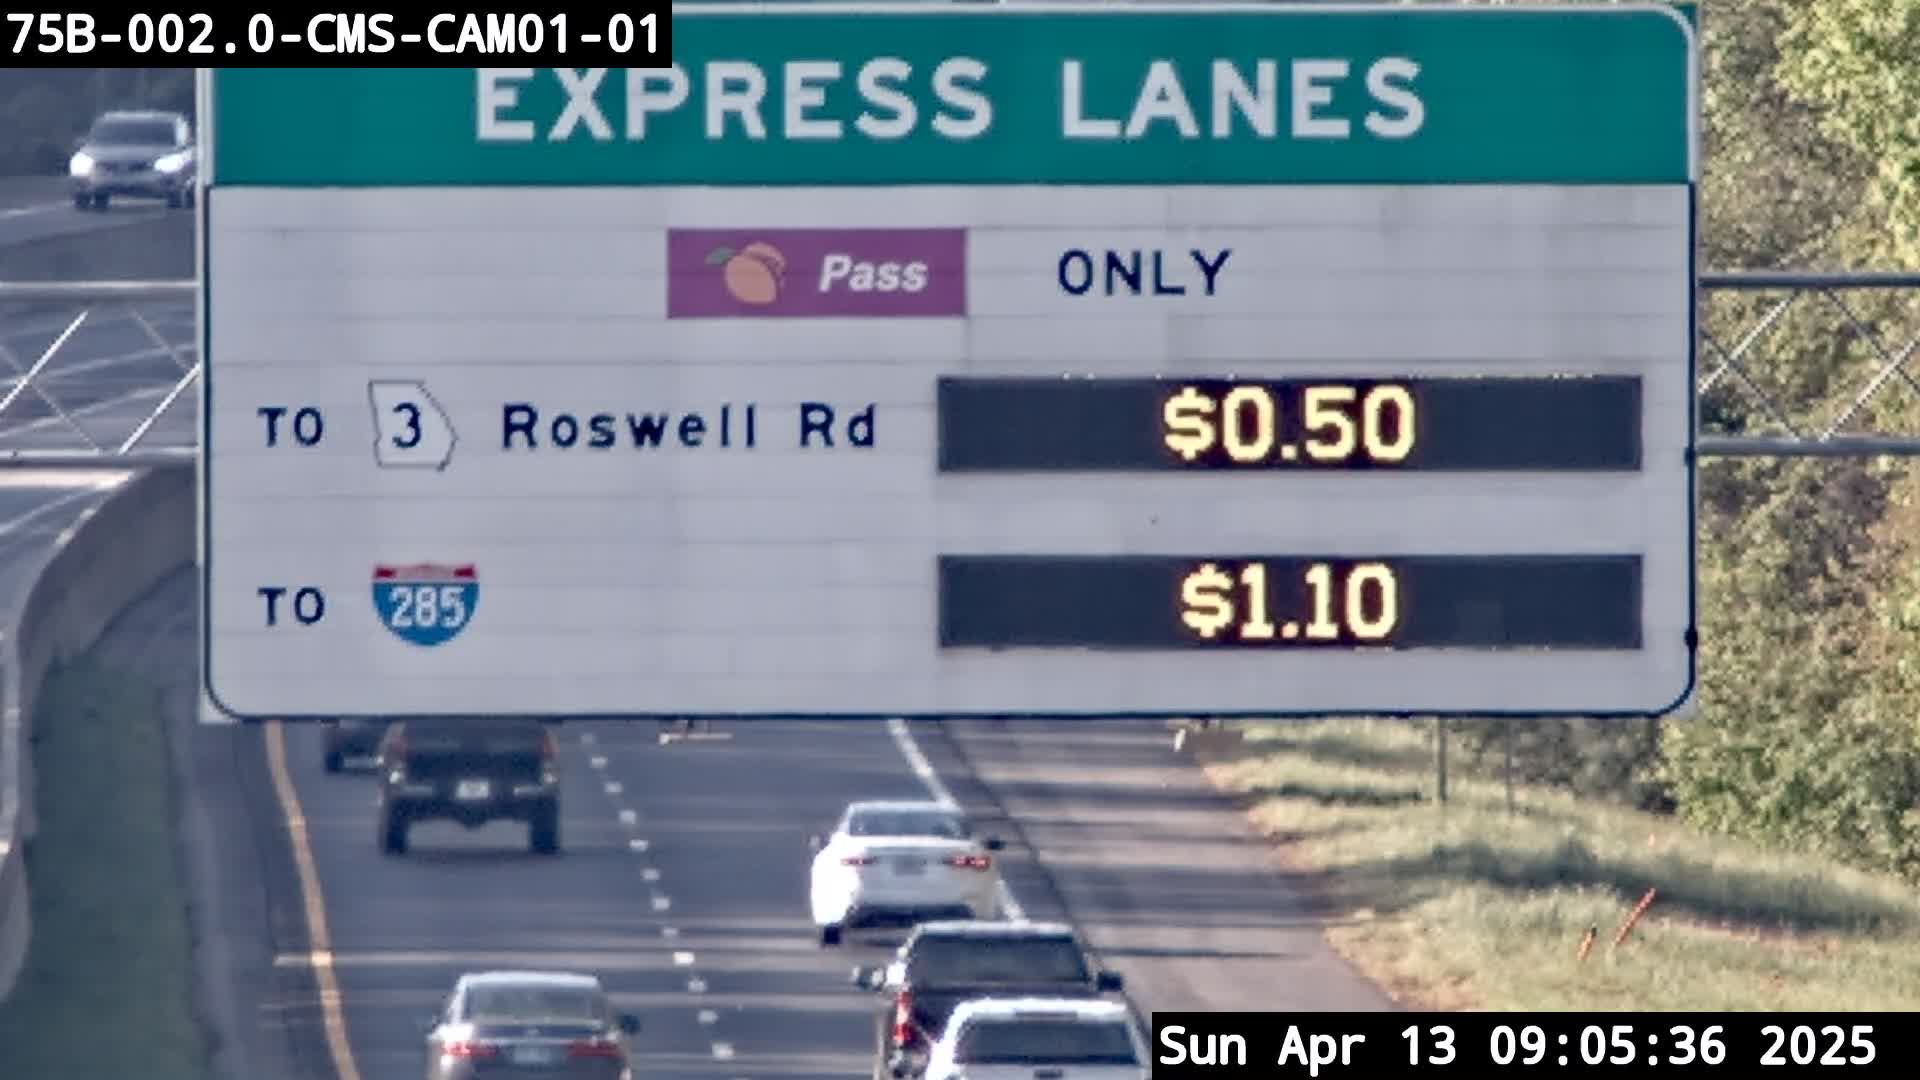 75B-002.0-CMS-CAM01-01
EXPRESS LANES
Pass ONLY
TO 3 Roswell Rd $0.50
TO 285 $1.10
Sun Apr 13 09:05:36 2025